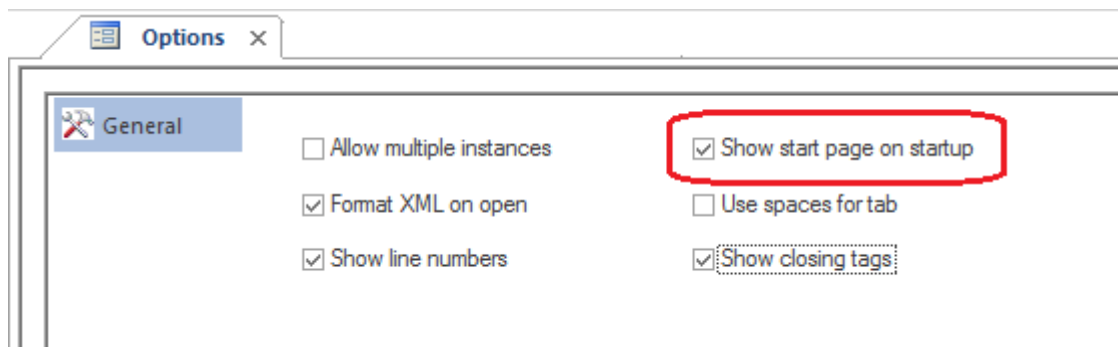 Options
General
Allow multiple instances
Show start page on startup
Format XML on open
Use spaces for tab
Show line numbers
Show closing tags